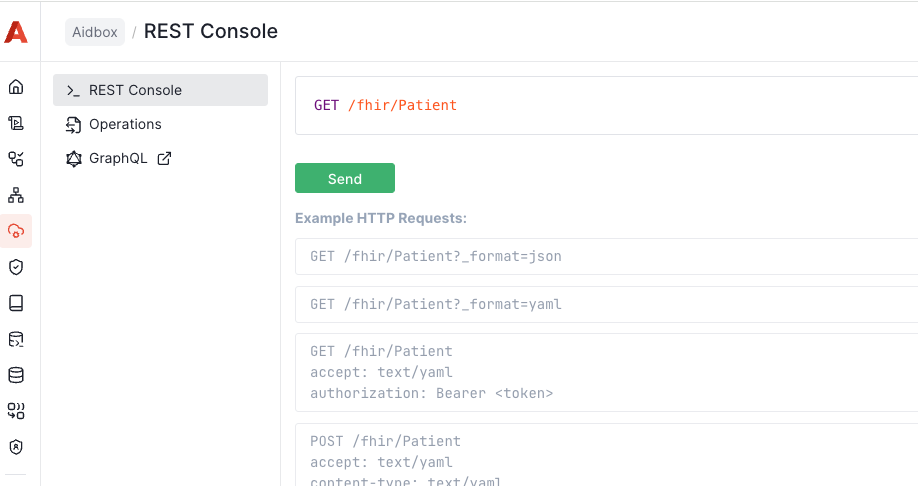 Aidbox / REST Console
REST Console
Operations
GraphQL
GET /fhir/Patient
Send
Example HTTP Requests:
GET /fhir/Patient?_format=json
GET /fhir/Patient?_format=yaml
GET /fhir/Patient
accept: text/yaml
authorization: Bearer <token>
POST /fhir/Patient
accept: text/yaml
content-type: text/yaml